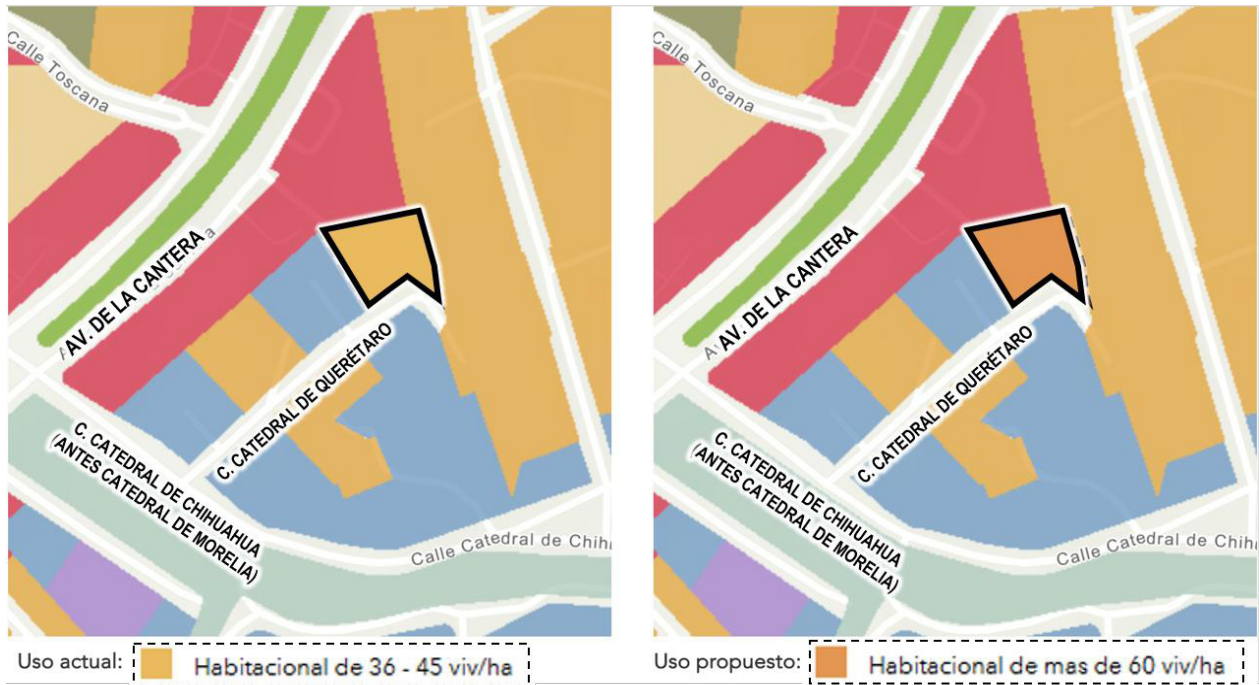 Calle Toscana
AV. DE LA CANTERA
C. CATEDRAL DE QUERÉTARO
C. CATEDRAL DE CHIHUAHUA
(ANTES CATEDRAL DE MORELIA)
Calle Catedral de Chih
Uso actual: Habitacional de 36 - 45 viv/ha
Calle Toscana
AV. DE LA CANTERA
C. CATEDRAL DE QUERÉTARO
C. CATEDRAL DE CHIHUAHUA
(ANTES CATEDRAL DE MORELIA)
Calle Catedral de Chih
Uso propuesto: Habitacional de mas de 60 viv/ha